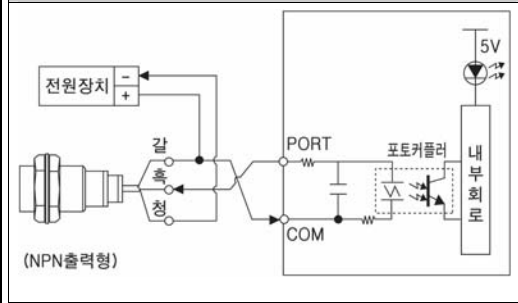 5V
전원장치
−
+
갈
흑
청
PORT
COM
포토커플러
내부회로
(NPN출력형)